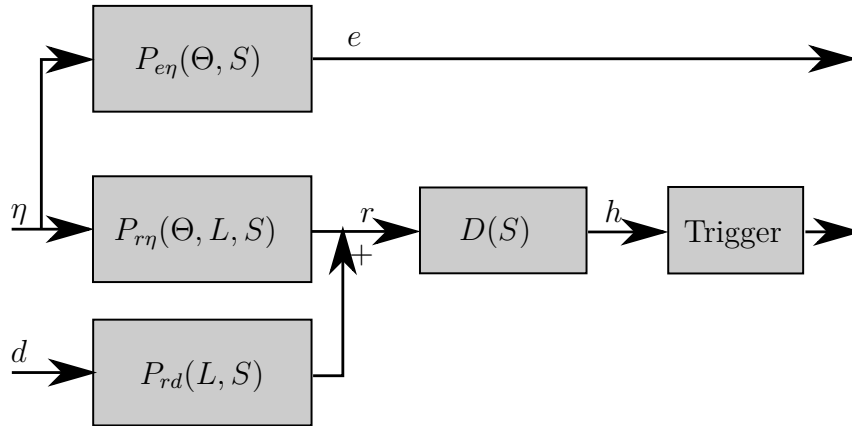 e
P_{eη}(Θ, S)
η
P_{rη}(Θ, L, S)
r
D(S)
h
Trigger
+
d
P_{rd}(L, S)